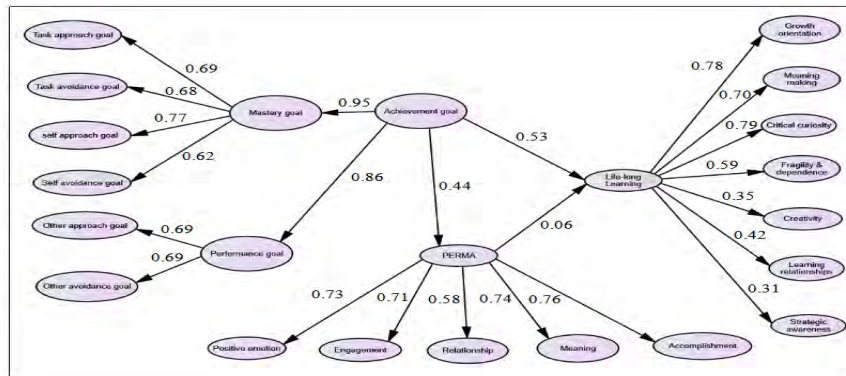 Task approach goal
Task avoidance goal
self approach goal
Self avoidance goal
Other approach goal
Other avoidance goal
0.69
0.68
0.77
0.62
0.69
0.69
Mastery goal
0.95
Achievement goal
0.86
0.44
0.53
Performance goal
PERMA
0.06
0.73
0.71
0.58
0.74
0.76
Positive emotion
Engagement
Relationship
Meaning
Accomplishment
Life-long
Learning
0.78
0.70
0.79
0.59
0.35
0.42
0.31
Growth
orientation
Meaning
making
Critical curiosity
Fragility &
dependence
Creativity
Learning
relationships
Strategic
awareness